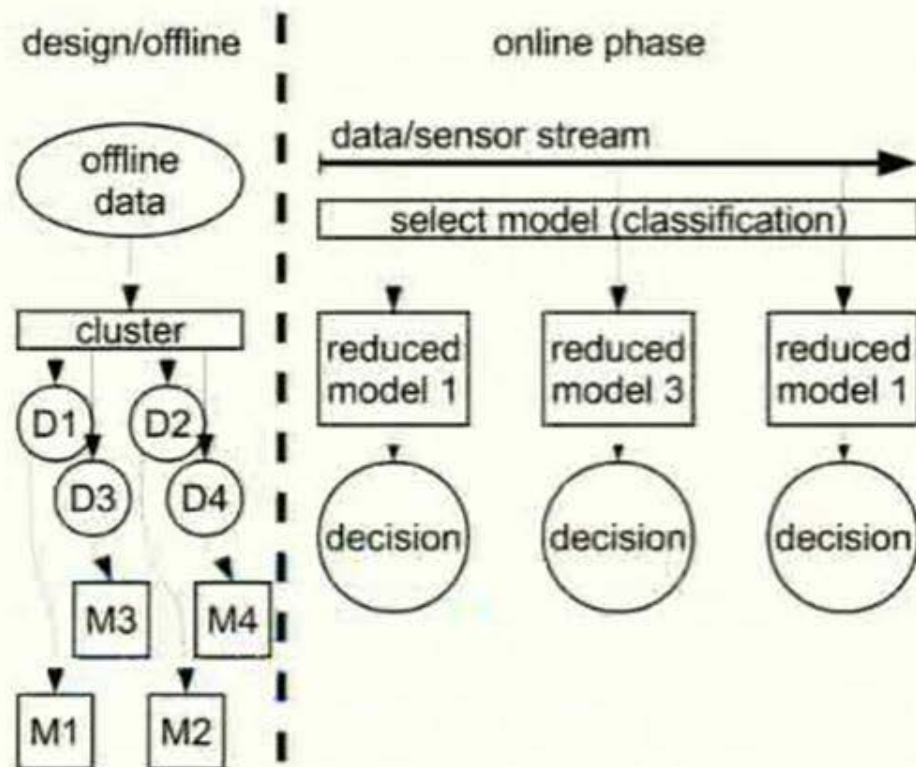 design/offline
offline
data
cluster
D1
D2
D3
D4
M3
M4
M1
M2
online phase
data/sensor stream
select model (classification)
reduced
model 1
reduced
model 3
reduced
model 1
decision
decision
decision